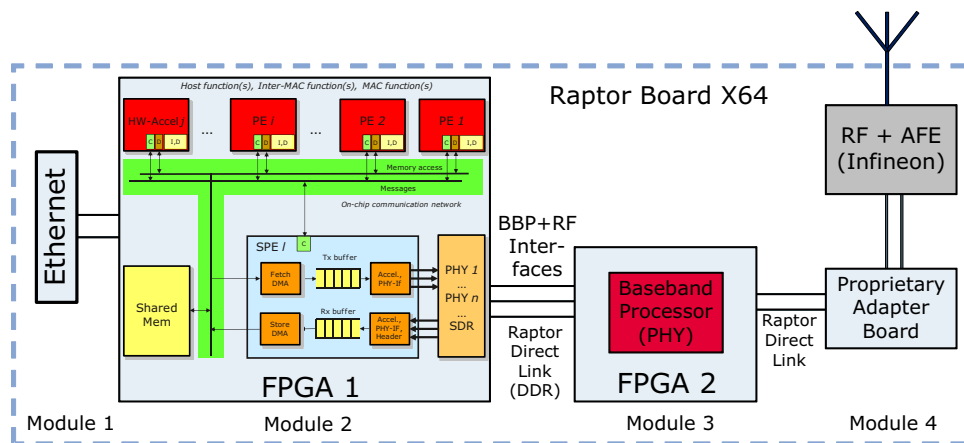 Host function(s), Inter-MAC function(s), MAC function(s)
Raptor Board X64
HW-Accel j
...
PE i
...
PE 2
PE 1
C D I,D
C D I,D
C D I,D
C D I,D
Memory access
Messages
On-chip communication network
Ethernet
SPE l
C
Tx buffer
Fetch
DMA
Accel,
PHY-If
Rx buffer
Store
DMA
Accel,
PHY-IF,
Header
Shared
Mem
PHY 1
...
PHY n
...
SDR
FPGA 1
BBP+RF
Inter-
faces
Raptor
Direct
Link
(DDR)
Baseband
Processor
(PHY)
FPGA 2
Raptor
Direct
Link
RF + AFE
(Infineon)
Proprietary
Adapter
Board
Module 1
Module 2
Module 3
Module 4